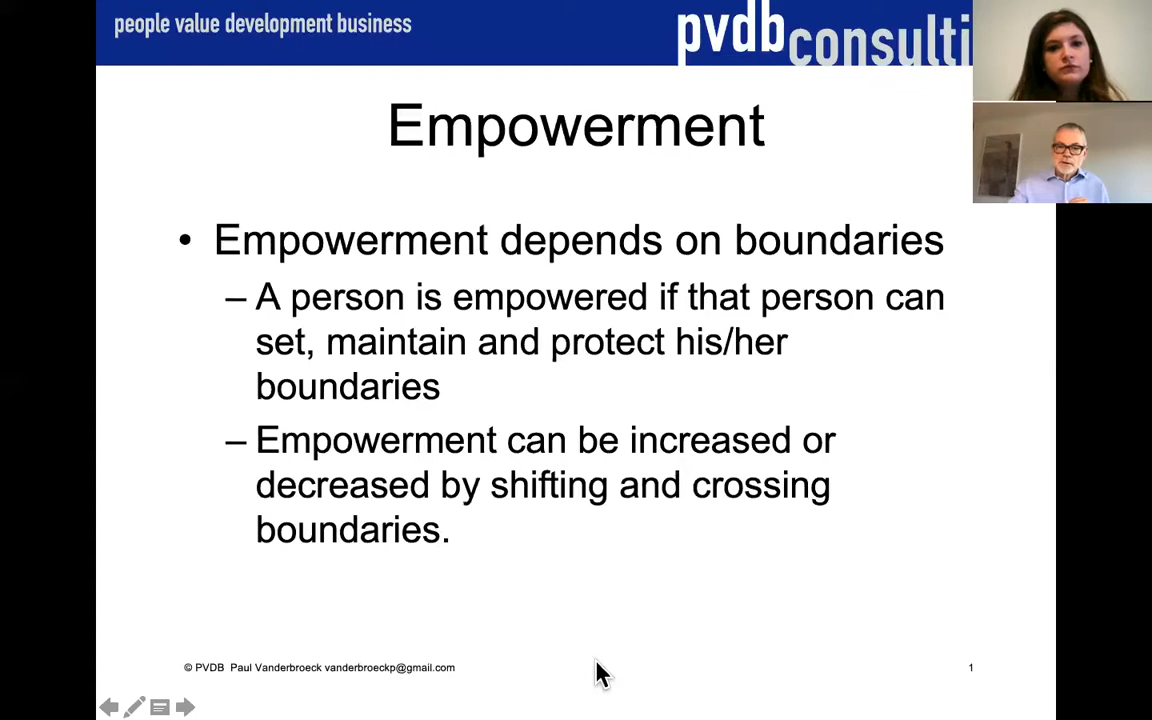 people value development business
pvdbconsulti
Empowerment
• Empowerment depends on boundaries
– A person is empowered if that person can
set, maintain and protect his/her
boundaries
– Empowerment can be increased or
decreased by shifting and crossing
boundaries.
© PVDB Paul Vanderbroeck vanderbroeckp@gmail.com
1